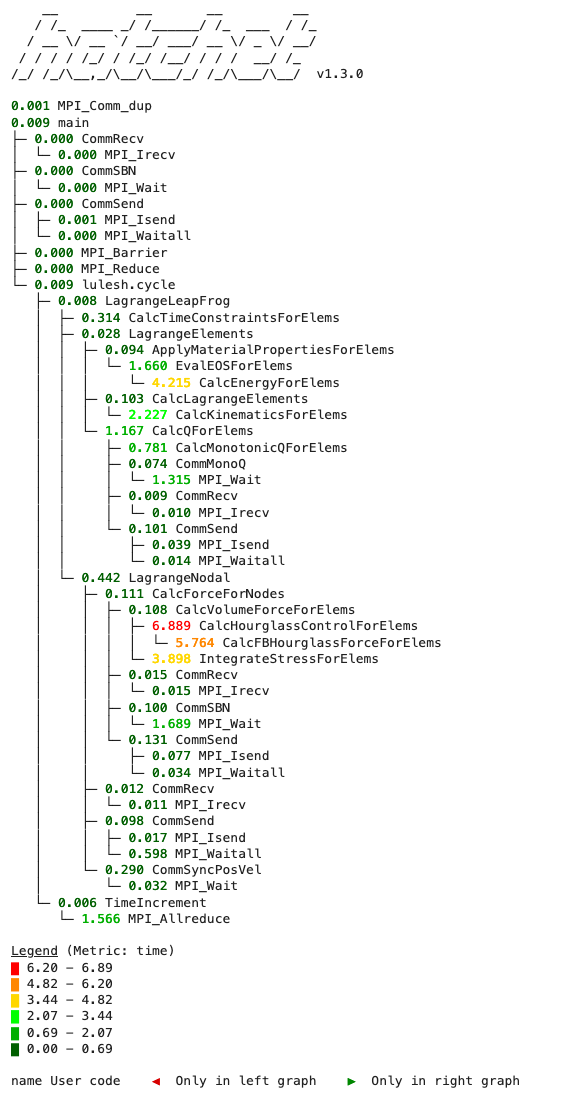 hatchet v1.3.0
0.001 MPI_Comm_dup
0.009 main
├─ 0.000 CommRecv
│  └─ 0.000 MPI_Irecv
├─ 0.000 CommSBN
│  └─ 0.000 MPI_Wait
├─ 0.000 CommSend
│  ├─ 0.001 MPI_Isend
│  └─ 0.000 MPI_Waitall
├─ 0.000 MPI_Barrier
├─ 0.000 MPI_Reduce
└─ 0.009 lulesh.cycle
   ├─ 0.008 LagrangeLeapFrog
   │  ├─ 0.314 CalcTimeConstraintsForElems
   │  ├─ 0.028 LagrangeElements
   │  │  ├─ 0.094 ApplyMaterialPropertiesForElems
   │  │  │  └─ 1.660 EvalEOSForElems
   │  │  │     └─ 4.215 CalcEnergyForElems
   │  │  ├─ 0.103 CalcLagrangeElements
   │  │  │  └─ 2.227 CalcKinematicsForElems
   │  │  └─ 1.167 CalcQForElems
   │  │     ├─ 0.781 CalcMonotonicQForElems
   │  │     ├─ 0.074 CommMonoQ
   │  │     │  └─ 1.315 MPI_Wait
   │  │     ├─ 0.009 CommRecv
   │  │     │  └─ 0.010 MPI_Irecv
   │  │     └─ 0.101 CommSend
   │  │        ├─ 0.039 MPI_Isend
   │  │        └─ 0.014 MPI_Waitall
   │  └─ 0.442 LagrangeNodal
   │     ├─ 0.111 CalcForceForNodes
   │     │  ├─ 0.108 CalcVolumeForceForElems
   │     │  │  ├─ 6.889 CalcHourglassControlForElems
   │     │  │  │  └─ 5.764 CalcFBHourglassForceForElems
   │     │  │  └─ 3.898 IntegrateStressForElems
   │     │  ├─ 0.015 CommRecv
   │     │  │  └─ 0.015 MPI_Irecv
   │     │  ├─ 0.100 CommSBN
   │     │  │  └─ 1.689 MPI_Wait
   │     │  └─ 0.131 CommSend
   │     │     ├─ 0.077 MPI_Isend
   │     │     └─ 0.034 MPI_Waitall
   │     ├─ 0.012 CommRecv
   │     │  └─ 0.011 MPI_Irecv
   │     ├─ 0.098 CommSend
   │     │  ├─ 0.017 MPI_Isend
   │     │  └─ 0.598 MPI_Waitall
   │     └─ 0.290 CommSyncPosVel
   │        └─ 0.032 MPI_Wait
   └─ 0.006 TimeIncrement
      └─ 1.566 MPI_Allreduce
Legend (Metric: time)
█ 6.20 – 6.89
█ 4.82 – 6.20
█ 3.44 – 4.82
█ 2.07 – 3.44
█ 0.69 – 2.07
█ 0.00 – 0.69
name User code    ◀  Only in left graph    ▶  Only in right graph